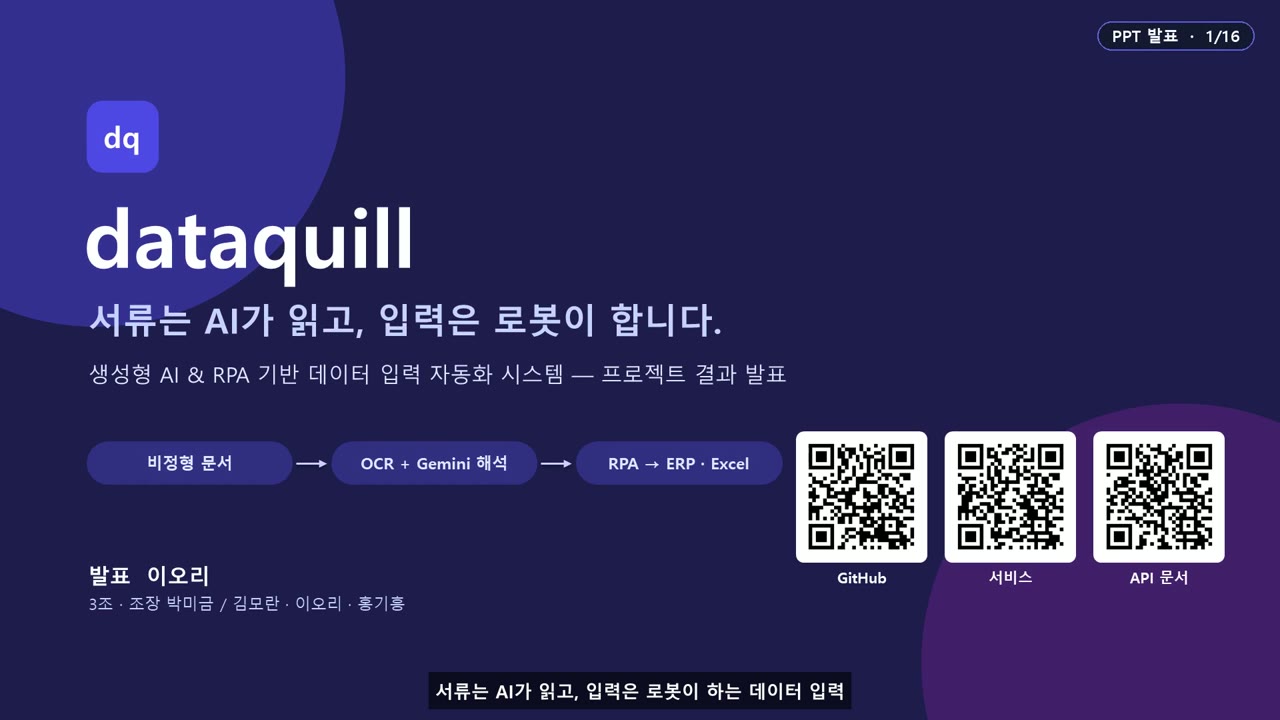 PPT 발표 · 1/16
dq
dataquill
서류는 AI가 읽고, 입력은 로봇이 합니다.
생성형 AI & RPA 기반 데이터 입력 자동화 시스템 — 프로젝트 결과 발표
비정형 문서 → OCR + Gemini 해석 → RPA → ERP · Excel
GitHub 서비스 API 문서
발표 이오리
3조 · 조장 박미금 / 김모란 · 이오리 · 홍기홍
서류는 AI가 읽고, 입력은 로봇이 하는 데이터 입력